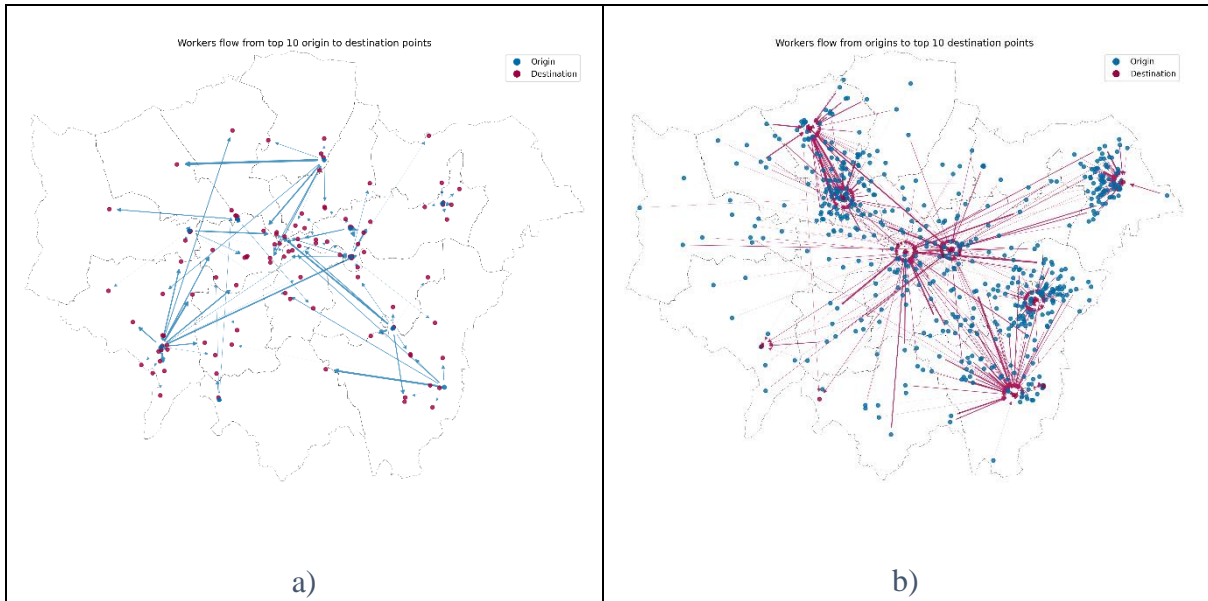 Workers flow from top 10 origin to destination points
Origin
Destination
a)
Workers flow from origins to top 10 destination points
Origin
Destination
b)